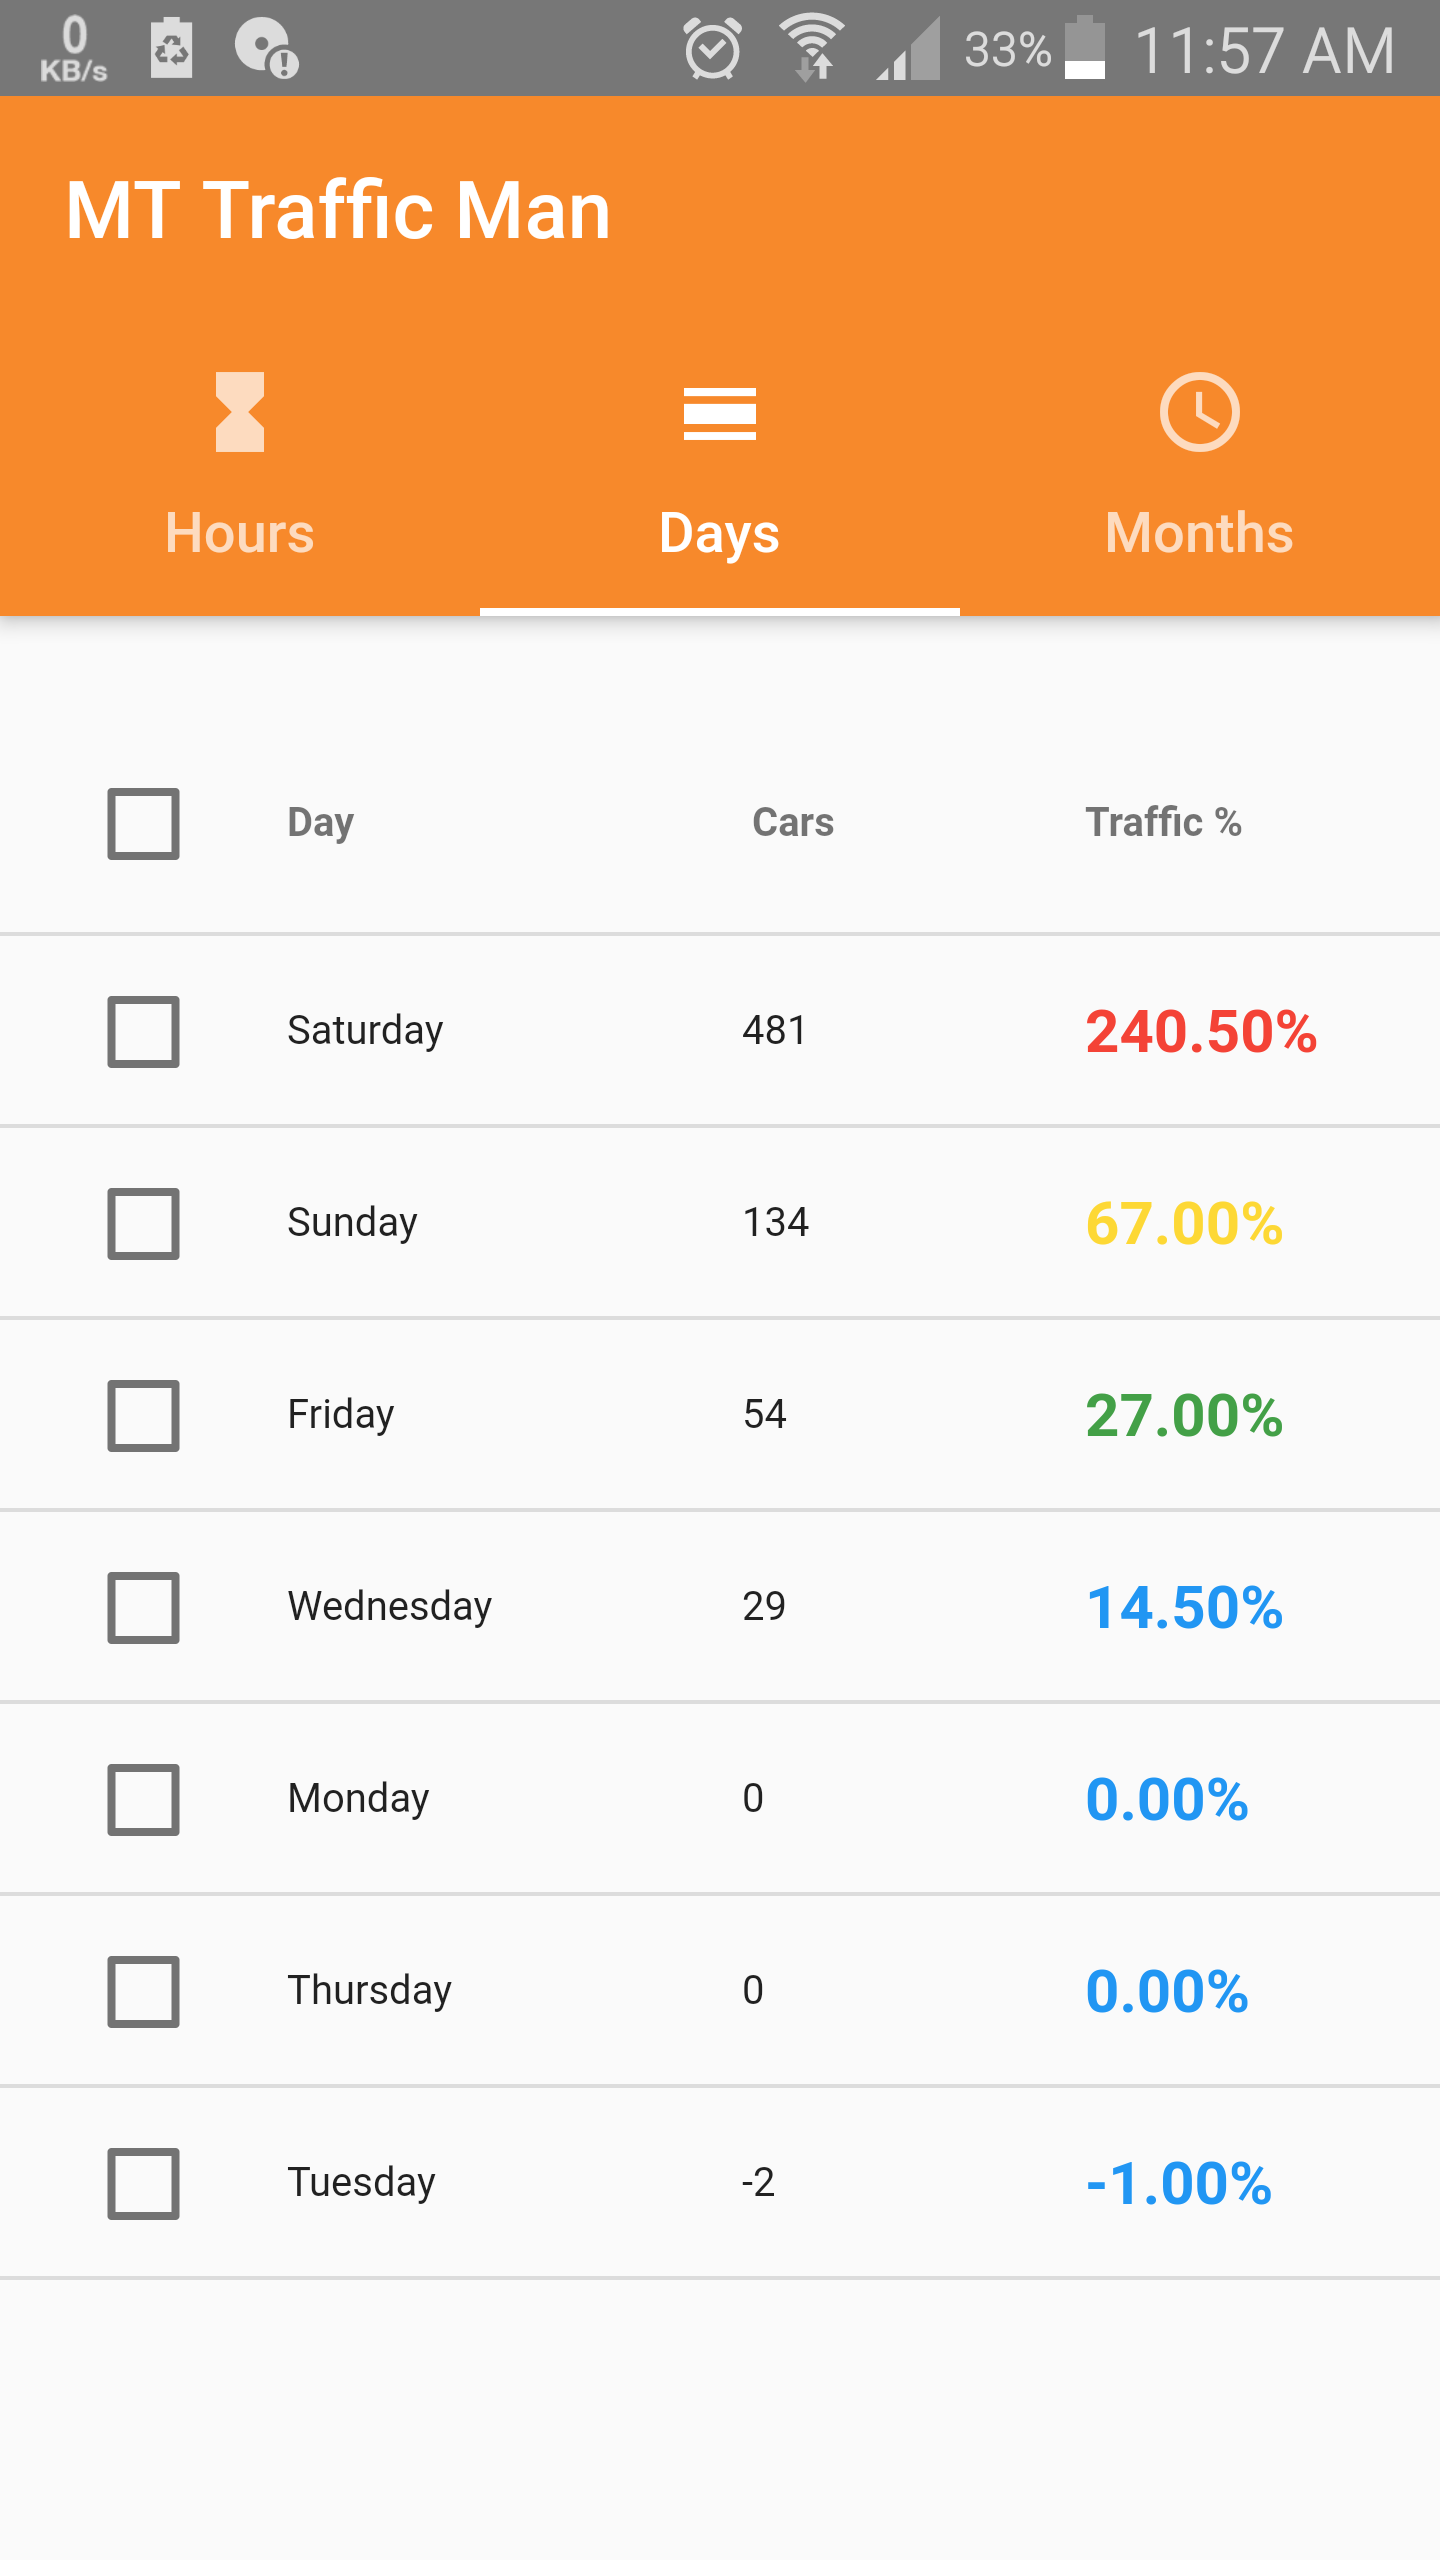 0
KB/s
33% 11:57 AM
MT Traffic Man
Hours Days Months
Day Cars Traffic %
Saturday 481 240.50%
Sunday 134 67.00%
Friday 54 27.00%
Wednesday 29 14.50%
Monday 0 0.00%
Thursday 0 0.00%
Tuesday -2 -1.00%